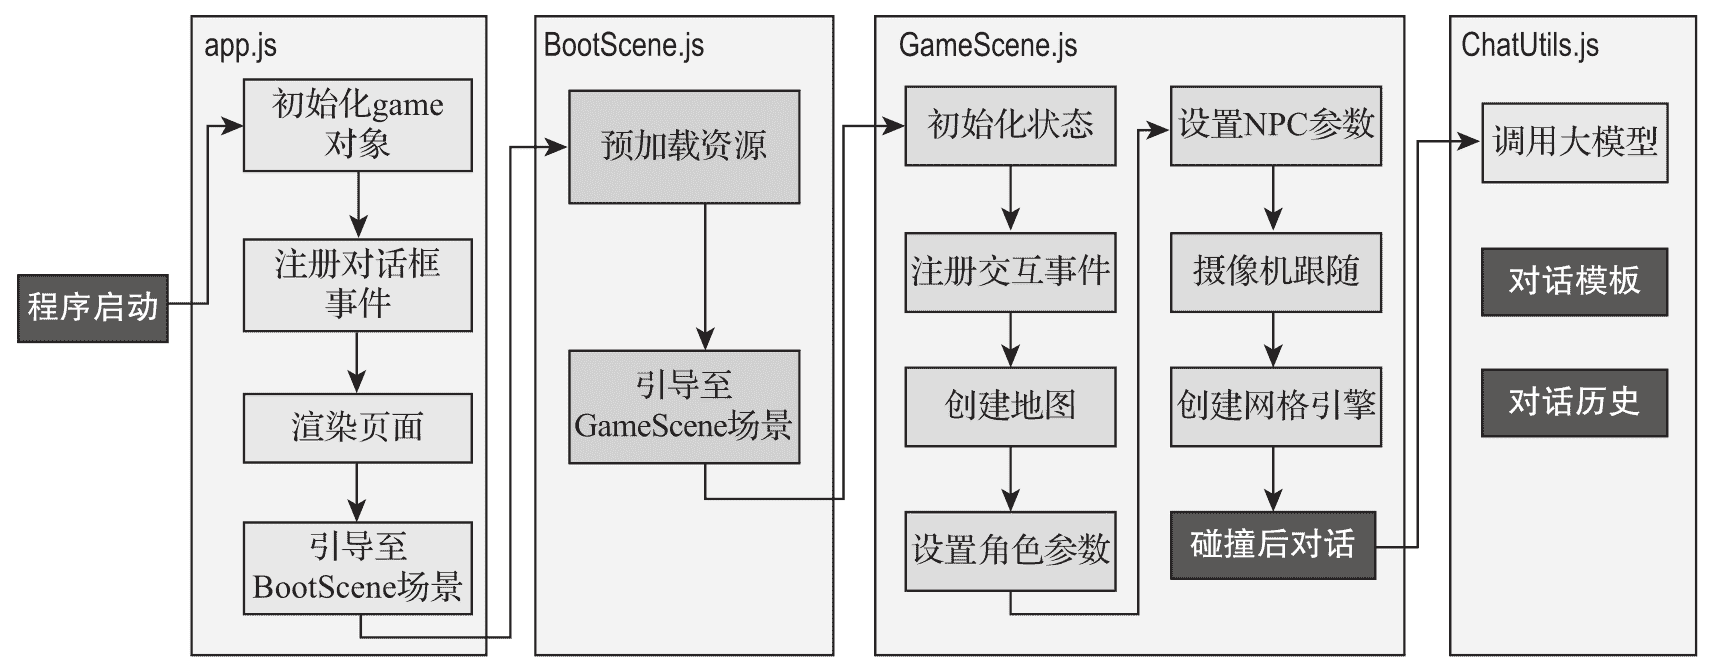 程序启动
app.js
初始化game
对象
注册对话框
事件
渲染页面
引导至
BootScene场景
BootScene.js
预加载资源
引导至
GameScene场景
GameScene.js
初始化状态
注册交互事件
创建地图
设置角色参数
设置NPC参数
摄像机跟随
创建网格引擎
碰撞后对话
ChatUtils.js
调用大模型
对话模板
对话历史